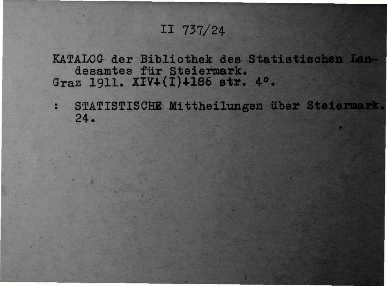 II 737/24
KATALOG der Bibliothek des Statistischen Lan-
desamtes für Steiermark.
Graz 1911. XIV+(I)+186 str. 4°.
: STATISTISCHE Mittheilungen über Steiermark.
24.